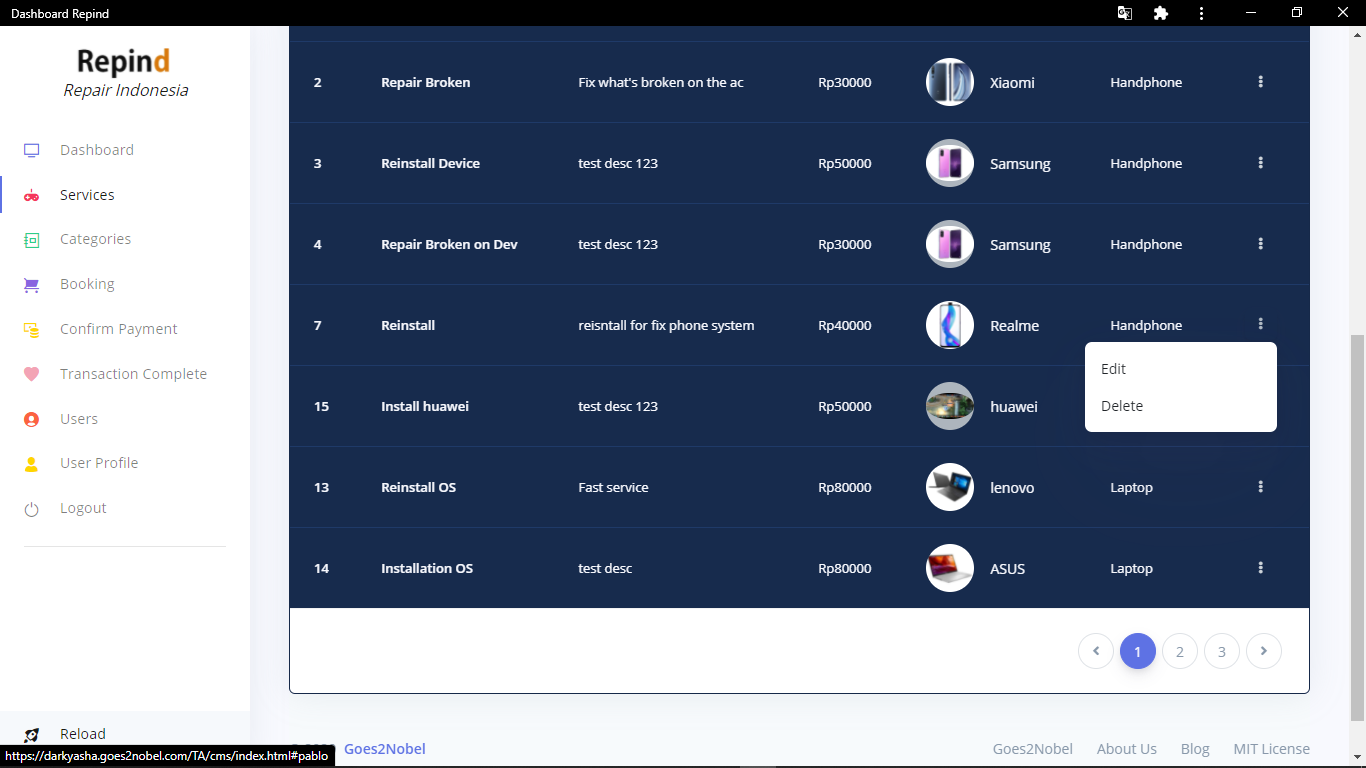 Dashboard Repind
Repind
Repair Indonesia
Dashboard
Services
Categories
Booking
Confirm Payment
Transaction Complete
Users
User Profile
Logout
Reload
2 Repair Broken Fix what's broken on the ac Rp30000 Xiaomi Handphone
3 Reinstall Device test desc 123 Rp50000 Samsung Handphone
4 Repair Broken on Dev test desc 123 Rp30000 Samsung Handphone
7 Reinstall reisntall for fix phone system Rp40000 Realme Handphone
Edit
Delete
15 Install huawei test desc 123 Rp50000 huawei
13 Reinstall OS Fast service Rp80000 lenovo Laptop
14 Installation OS test desc Rp80000 ASUS Laptop
1 2 3
Goes2Nobel
Goes2Nobel About Us Blog MIT License
https://darkyasha.goes2nobel.com/TA/cms/index.html#pablo